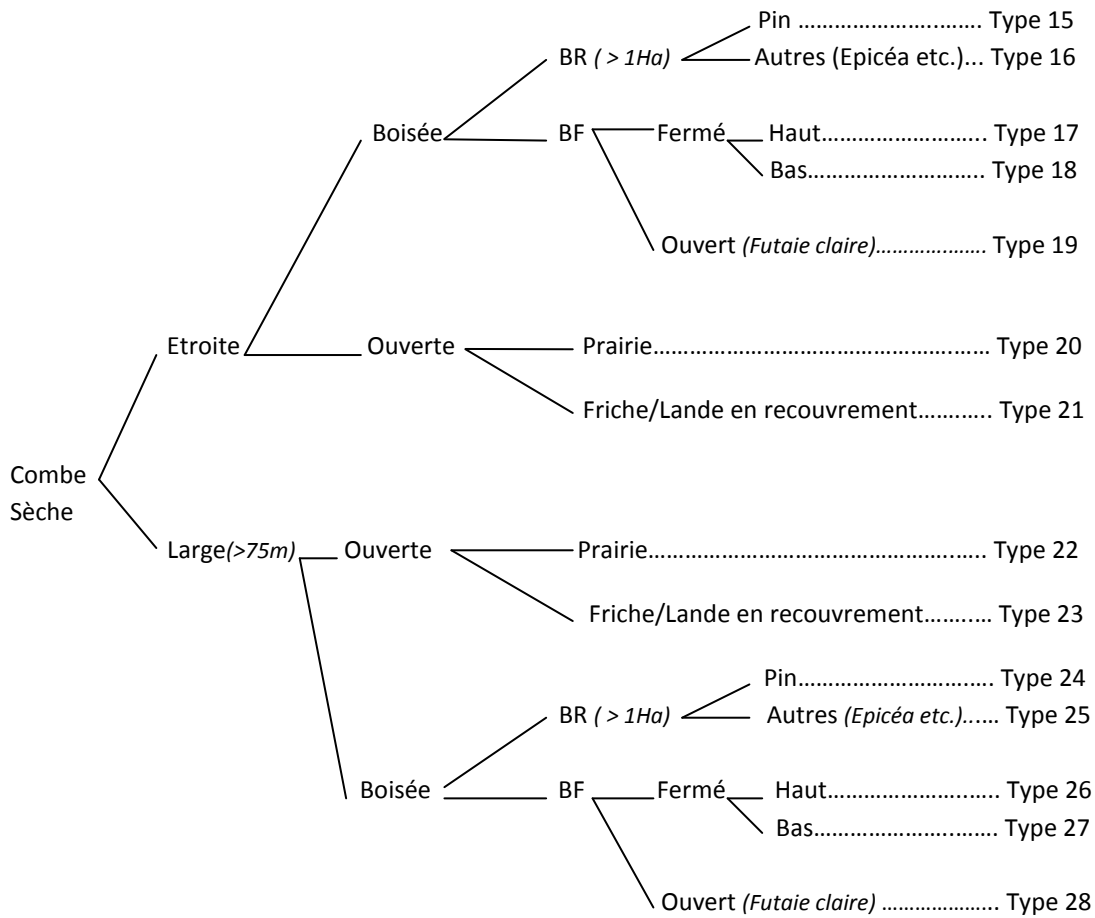 Pin ……………………… Type 15
BR ( > 1Ha) Autres (Epicéa etc.)... Type 16
Boisée BF Fermé Haut……………………... Type 17
Bas……………………….. Type 18
Ouvert (Futaie claire)………………… Type 19
Etroite Ouverte Prairie…………………………………………… Type 20
Friche/Lande en recouvrement………... Type 21
Combe
Sèche
Large(>75m) Ouverte Prairie………………………………………….... Type 22
Friche/Lande en recouvrement………... Type 23
Pin………………………... Type 24
BR ( > 1Ha) Autres (Epicéa etc.)...… Type 25
Boisée BF Fermé Haut……………………... Type 26
Bas………………………. Type 27
Ouvert (Futaie claire) ………………… Type 28